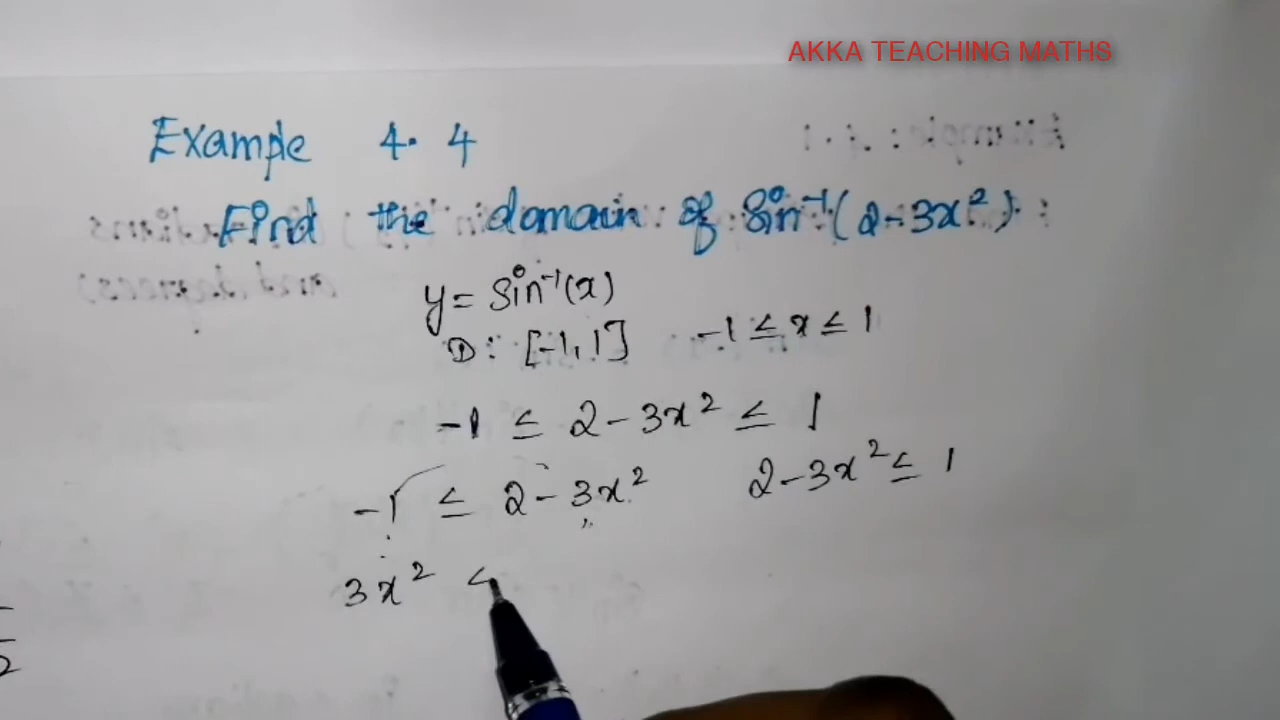 AKKA TEACHING MATHS
Example 4.4
Find the domain of Sin⁻¹(2-3x²).
y = Sin⁻¹(x)
D: [-1, 1] -1 ≤ x ≤ 1
-1 ≤ 2-3x² ≤ 1
-1 ≤ 2-3x² 2-3x² ≤ 1
3x² <